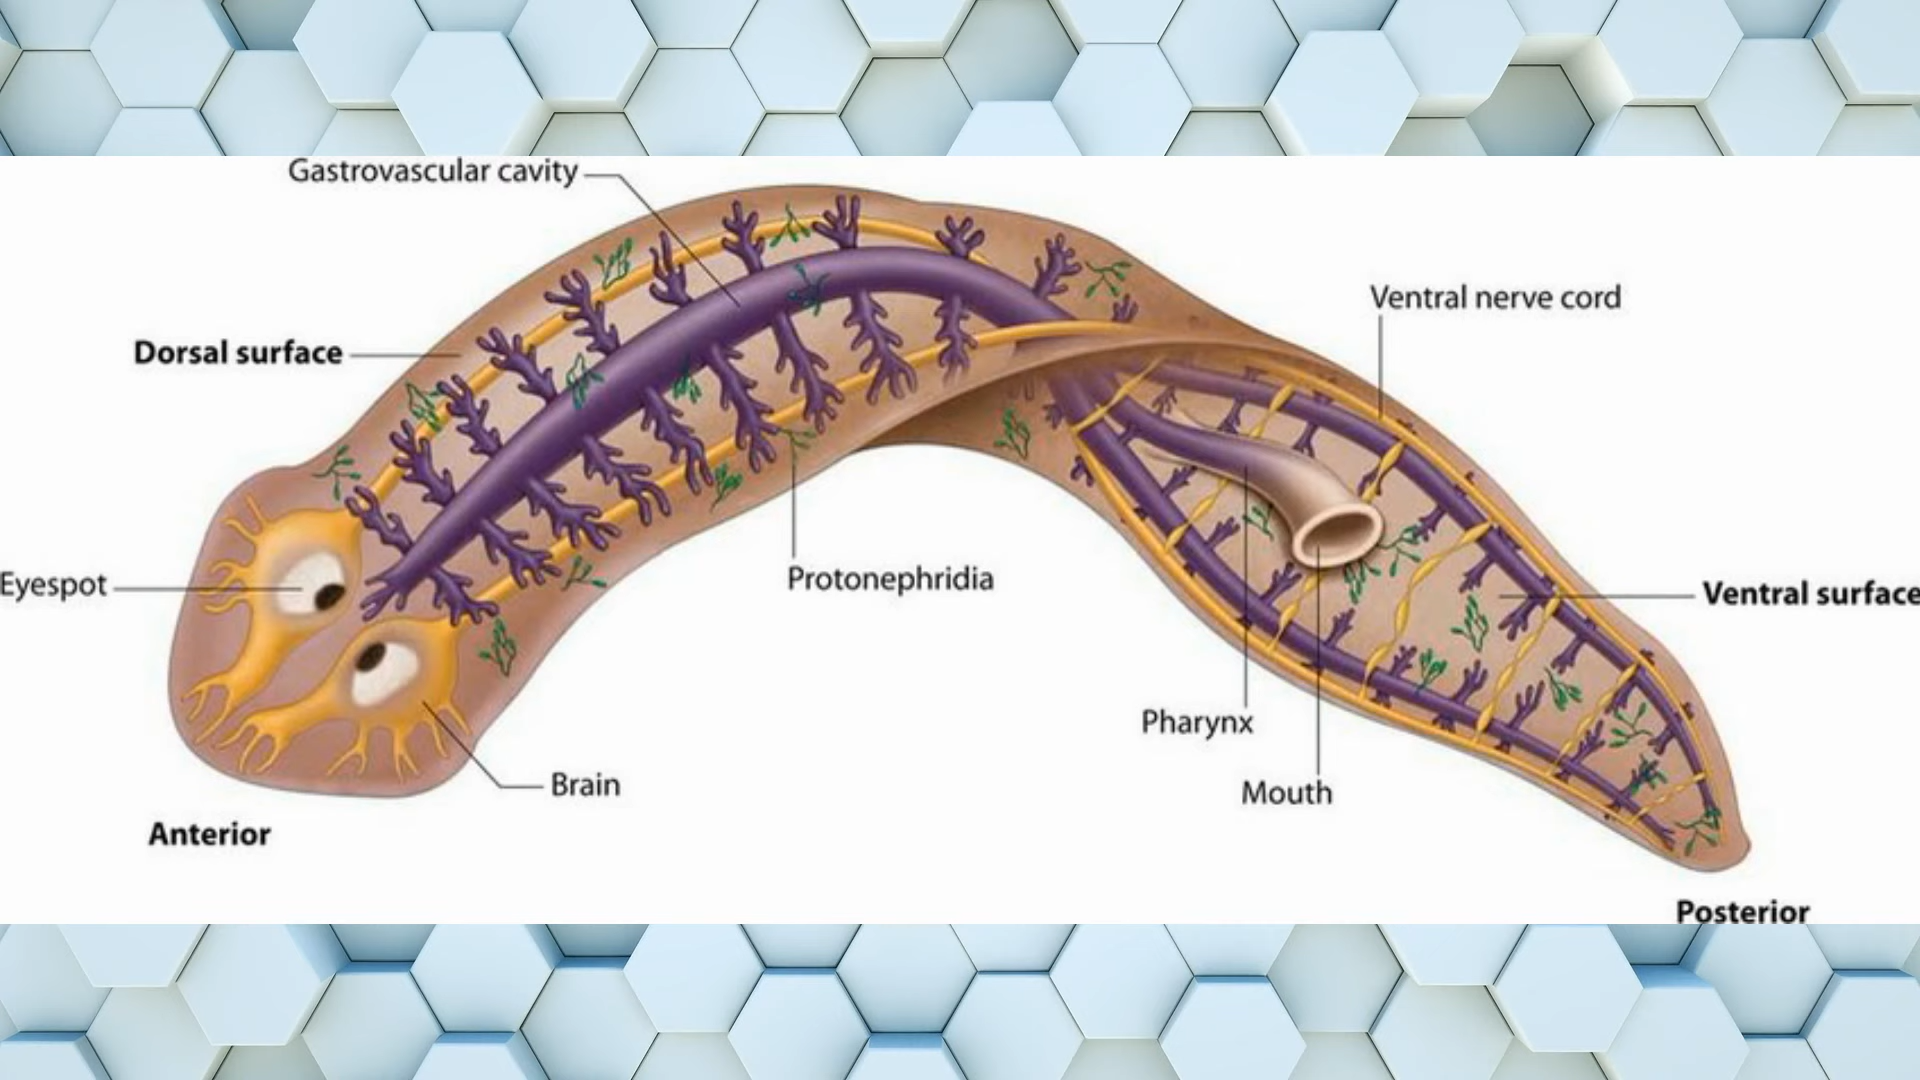 Gastrovascular cavity
Ventral nerve cord
Dorsal surface
Protonephridia
Eyespot
Ventral surface
Pharynx
Brain
Mouth
Anterior
Posterior